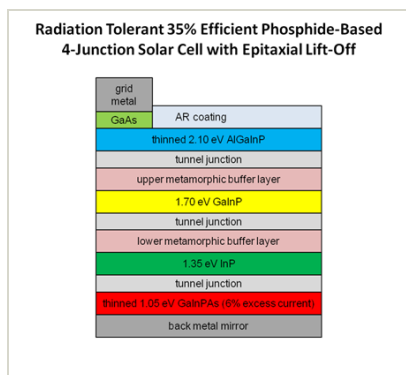 Radiation Tolerant 35% Efficient Phosphide-Based
4-Junction Solar Cell with Epitaxial Lift-Off
grid
metal
GaAs
AR coating
thinned 2.10 eV AlGaInP
tunnel junction
upper metamorphic buffer layer
1.70 eV GaInP
tunnel junction
lower metamorphic buffer layer
1.35 eV InP
tunnel junction
thinned 1.05 eV GaInPAs (6% excess current)
back metal mirror